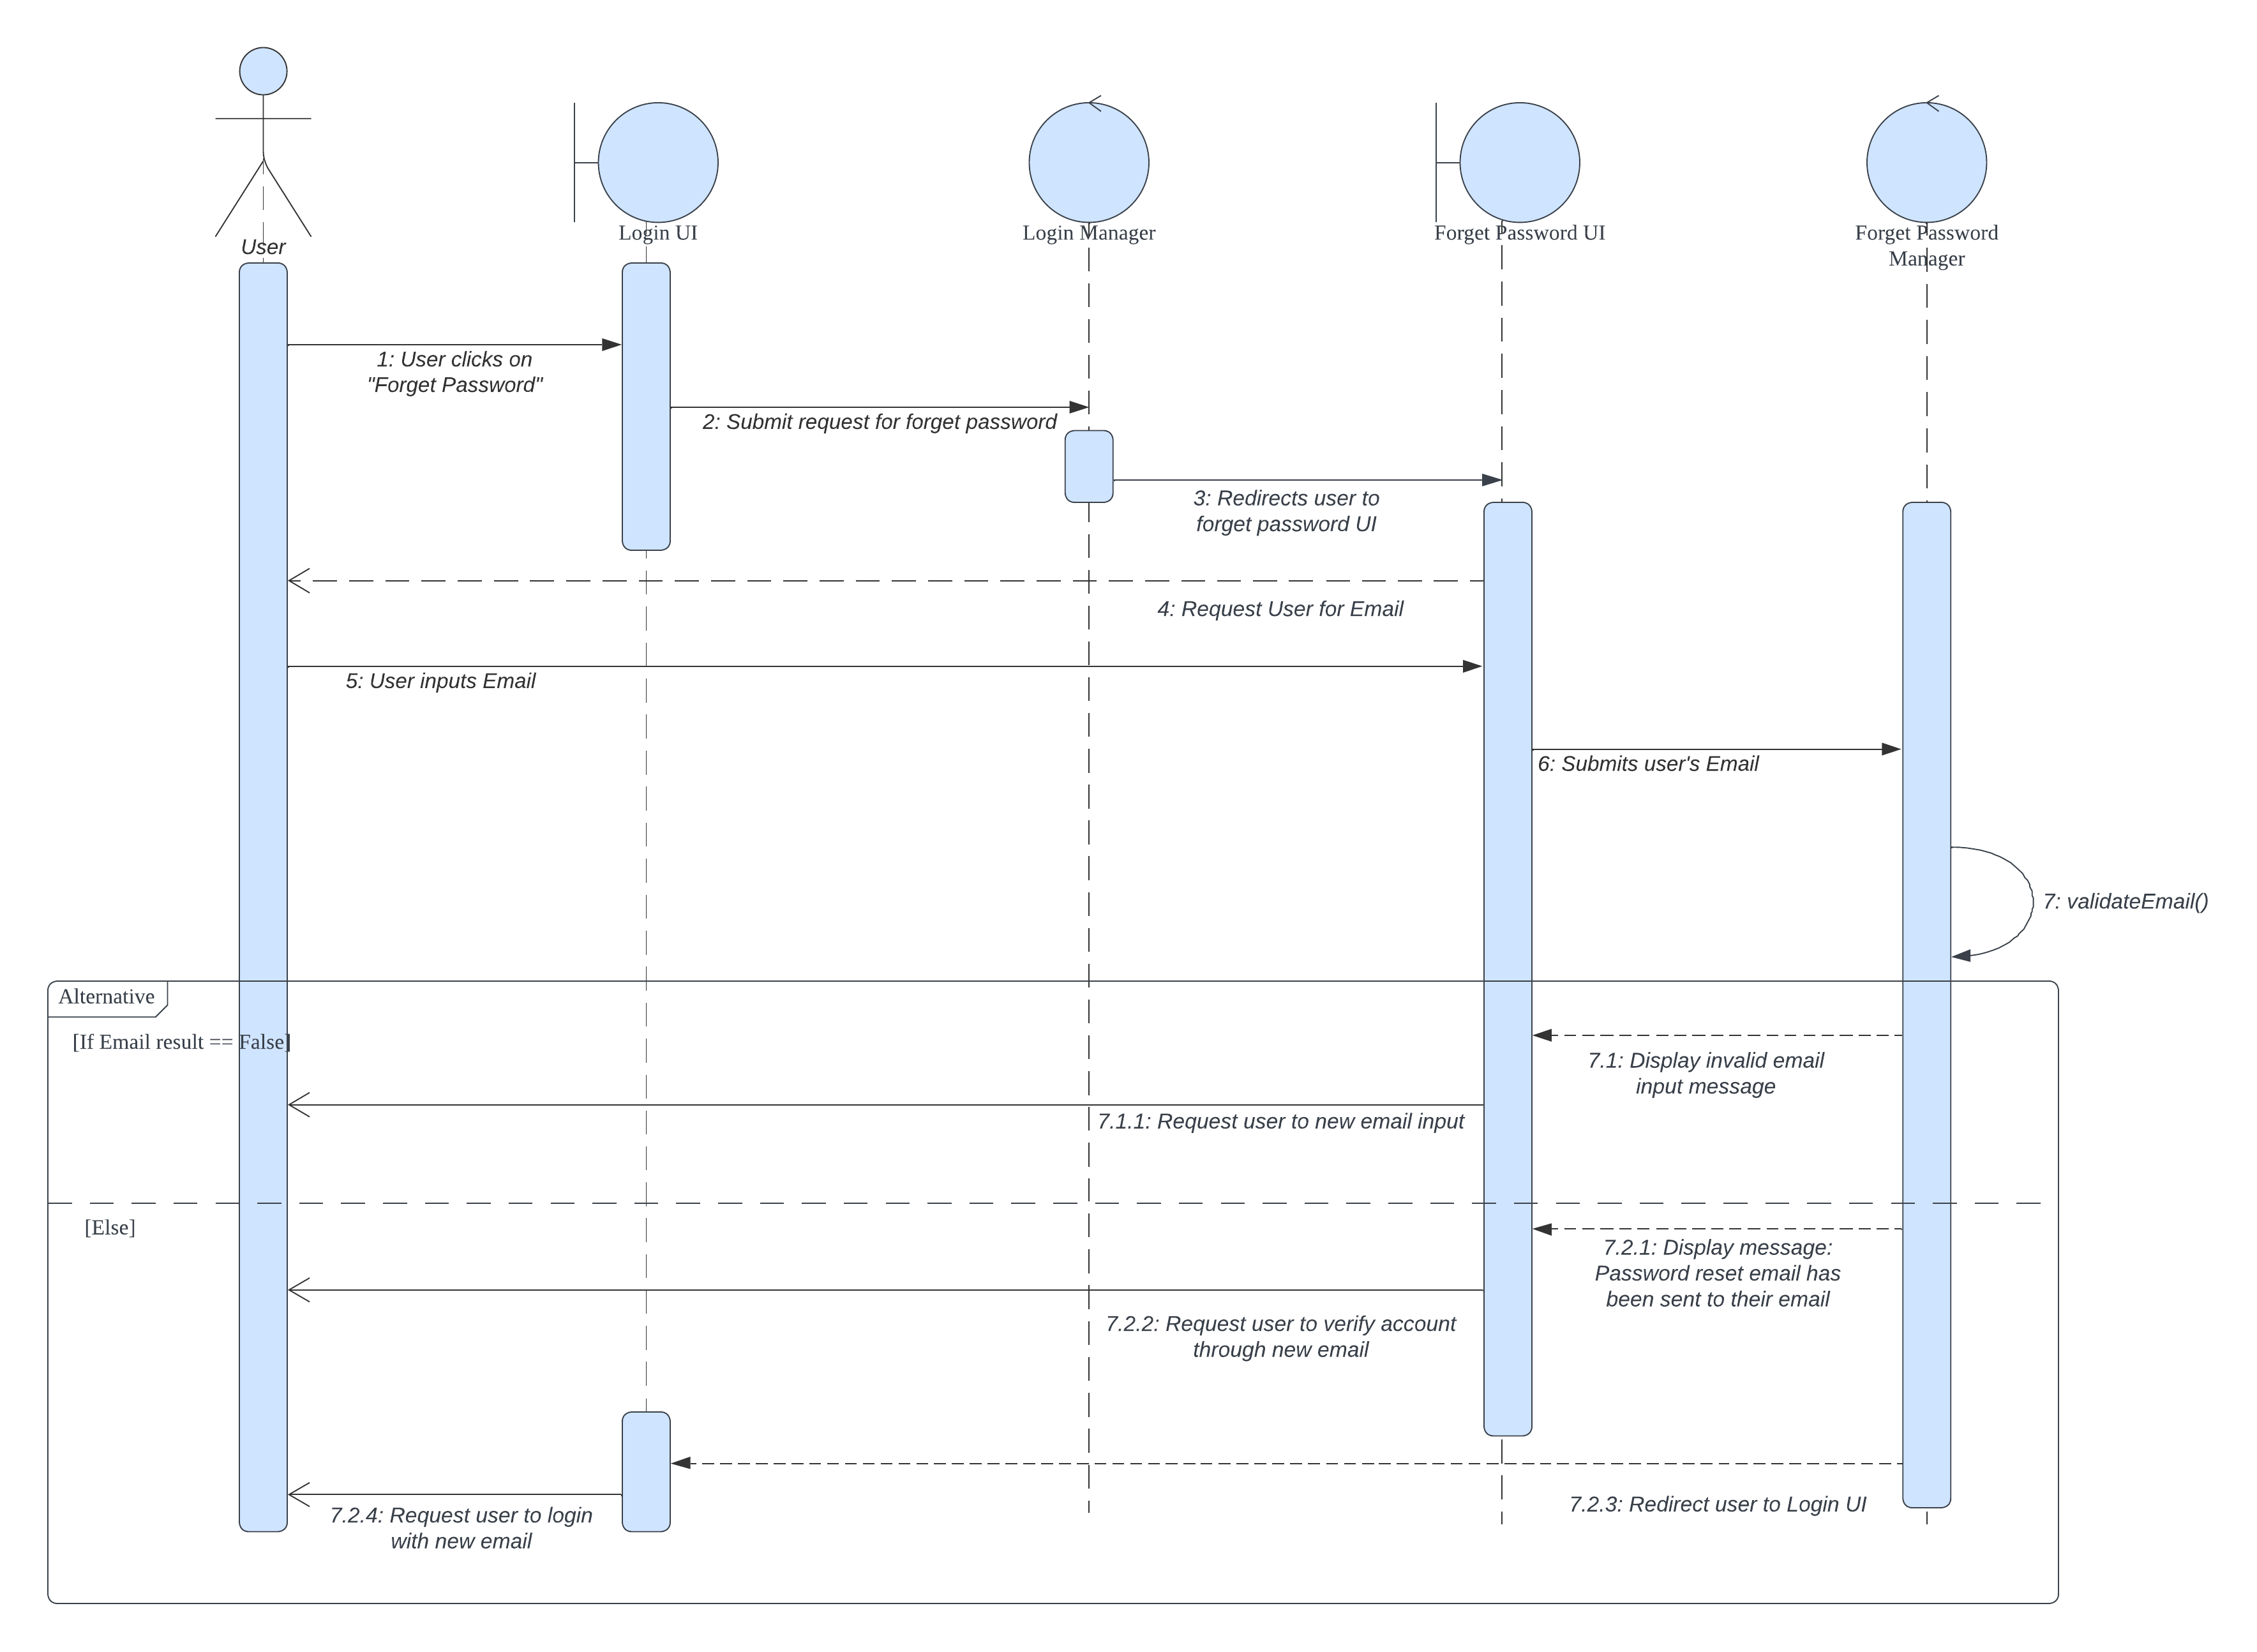 User
Login UI
Login Manager
Forget Password UI
Forget Password
Manager
1: User clicks on
"Forget Password"
2: Submit request for forget password
3: Redirects user to
forget password UI
4: Request User for Email
5: User inputs Email
6: Submits user's Email
7: validateEmail()
Alternative
[If Email result == False]
7.1: Display invalid email
input message
7.1.1: Request user to new email input
[Else]
7.2.1: Display message:
Password reset email has
been sent to their email
7.2.2: Request user to verify account
through new email
7.2.3: Redirect user to Login UI
7.2.4: Request user to login
with new email